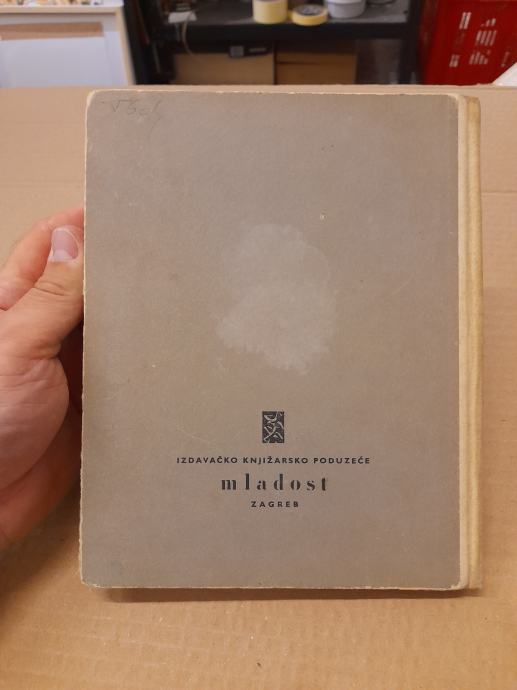 IZDAVAČKO KNJIŽARSKO PODUZEĆE
mladost
ZAGREB